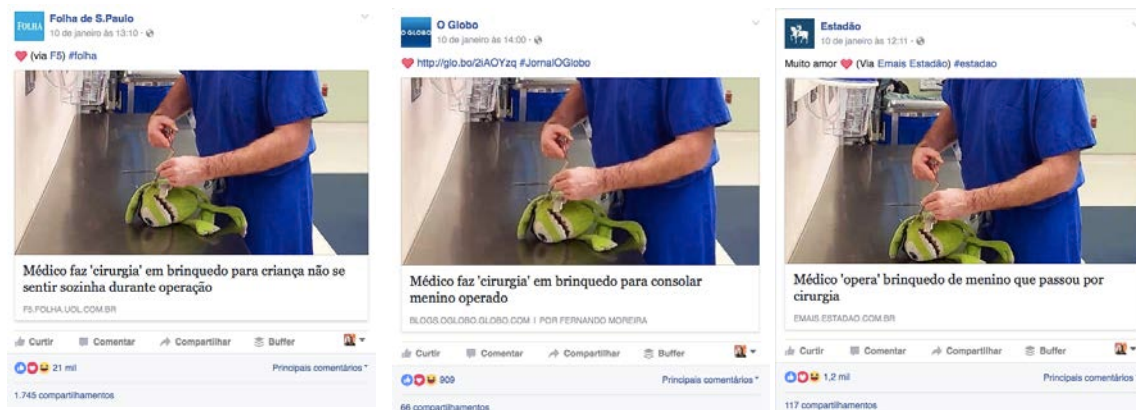 FOLHA
Folha de S.Paulo
10 de janeiro às 13:10
(via F5) #folha
Médico faz 'cirurgia' em brinquedo para criança não se
sentir sozinha durante operação
F5.FOLHA.UOL.COM.BR
Curtir Comentar Compartilhar Buffer
21 mil Principais comentários
1.745 compartilhamentos
O GLOBO
O Globo
10 de janeiro às 14:00
http://glo.bo/2iAOYzq #JornalOGlobo
Médico faz 'cirurgia' em brinquedo para consolar
menino operado
BLOGS.OGLOBO.GLOBO.COM | POR FERNANDO MOREIRA
Curtir Comentar Compartilhar Buffer
909 Principais comentários
66 compartilhamentos
Estadão
10 de janeiro às 12:11
Muito amor (Via Emais Estadão) #estadao
Médico 'opera' brinquedo de menino que passou por
cirurgia
EMAIS.ESTADAO.COM.BR
Curtir Comentar Compartilhar Buffer
1,2 mil Principais comentários
117 compartilhamentos